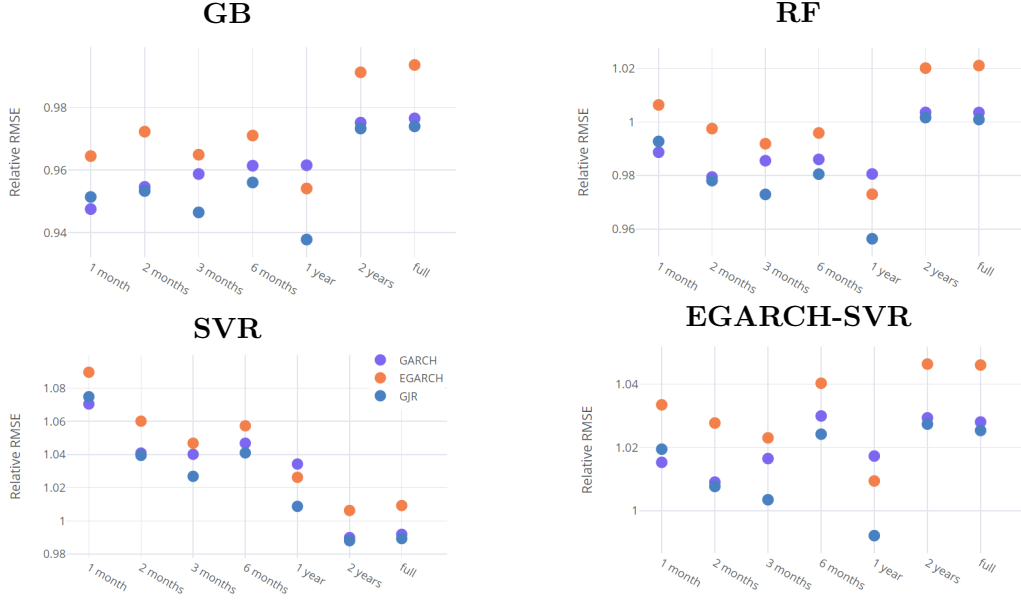 GB
Relative RMSE
0.98
0.96
0.94
1 month
2 months
3 months
6 months
1 year
2 years
full
RF
Relative RMSE
1.02
1
0.98
0.96
1 month
2 months
3 months
6 months
1 year
2 years
full
SVR
Relative RMSE
1.08
1.06
1.04
1.02
1
0.98
1 month
2 months
3 months
6 months
1 year
2 years
full
GARCH
EGARCH
GJR
EGARCH-SVR
Relative RMSE
1.04
1.02
1
1 month
2 months
3 months
6 months
1 year
2 years
full